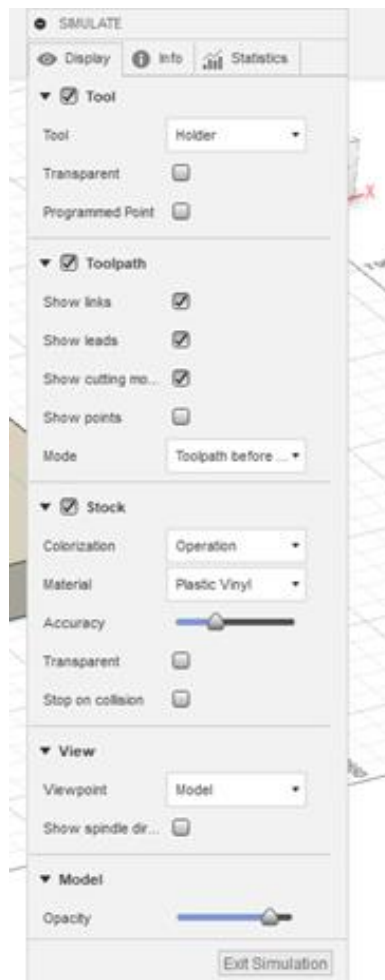 SIMULATE
Display Info Statistics
Tool
Tool Holder
Transparent
Programmed Point
Toolpath
Show links
Show leads
Show cutting mo...
Show points
Mode Toolpath before ...
Stock
Colorization Operation
Material Plastic Vinyl
Accuracy
Transparent
Stop on collision
View
Viewpoint Model
Show spindle dir...
Model
Opacity
Exit Simulation
X